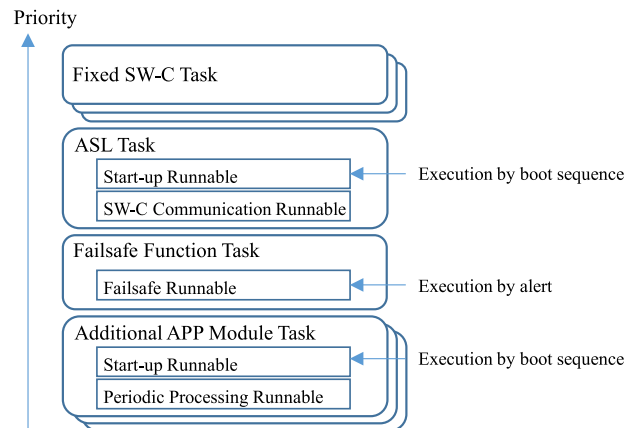 Priority
Fixed SW-C Task
ASL Task
Start-up Runnable
Execution by boot sequence
SW-C Communication Runnable
Failsafe Function Task
Failsafe Runnable
Execution by alert
Additional APP Module Task
Start-up Runnable
Execution by boot sequence
Periodic Processing Runnable